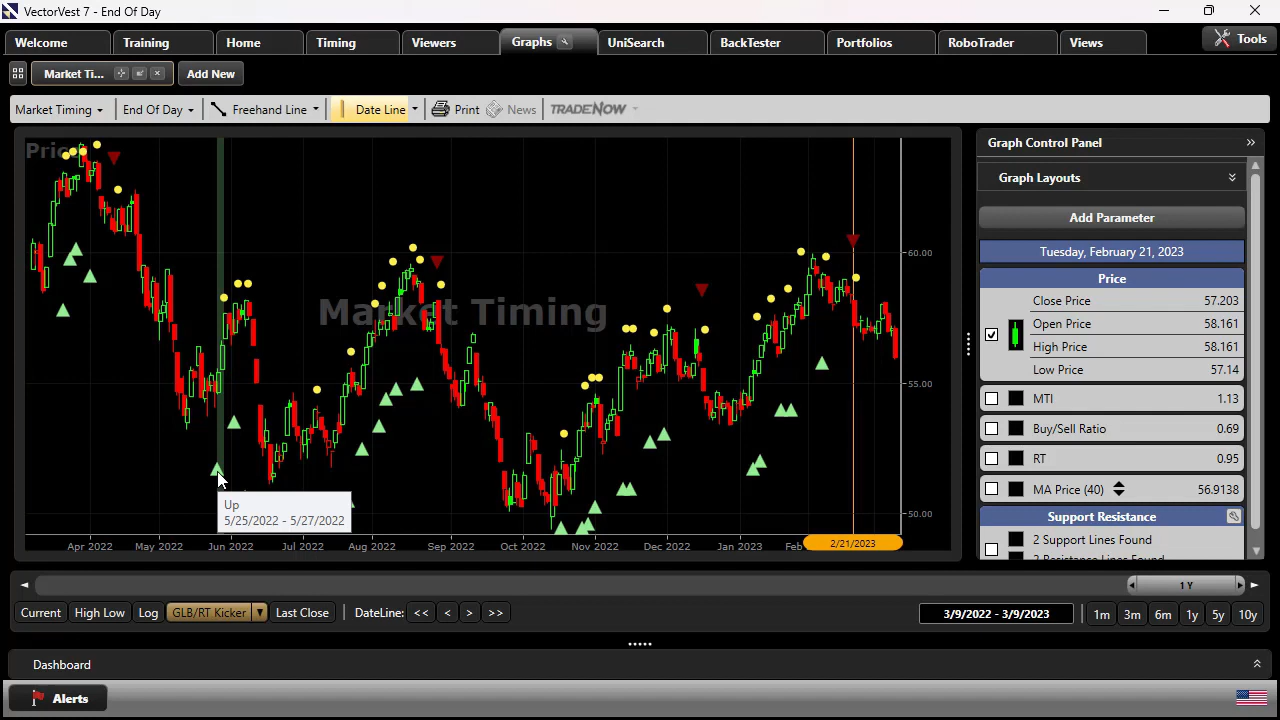 VectorVest 7 - End Of Day
Welcome
Training
Home
Timing
Viewers
Graphs
UniSearch
BackTester
Portfolios
RoboTrader
Views
Tools
Market Ti...
Add New
Market Timing
End Of Day
Freehand Line
Date Line
Print
News
TRADENOW
Price
Market Timing
60.00
55.00
50.00
Up
5/25/2022 - 5/27/2022
Apr 2022
May 2022
Jun 2022
Jul 2022
Aug 2022
Sep 2022
Oct 2022
Nov 2022
Dec 2022
Jan 2023
Feb
2/21/2023
Graph Control Panel
Graph Layouts
Add Parameter
Tuesday, February 21, 2023
Price
Close Price 57.203
Open Price 58.161
High Price 58.161
Low Price 57.14
MTI 1.13
Buy/Sell Ratio 0.69
RT 0.95
MA Price (40) 56.9138
Support Resistance
2 Support Lines Found
2 Resistance Lines Found
1 Y
Current
High Low
Log
GLB/RT Kicker
Last Close
DateLine:
<<
<
>
>>
3/9/2022 - 3/9/2023
1m
3m
6m
1y
5y
10y
Dashboard
Alerts